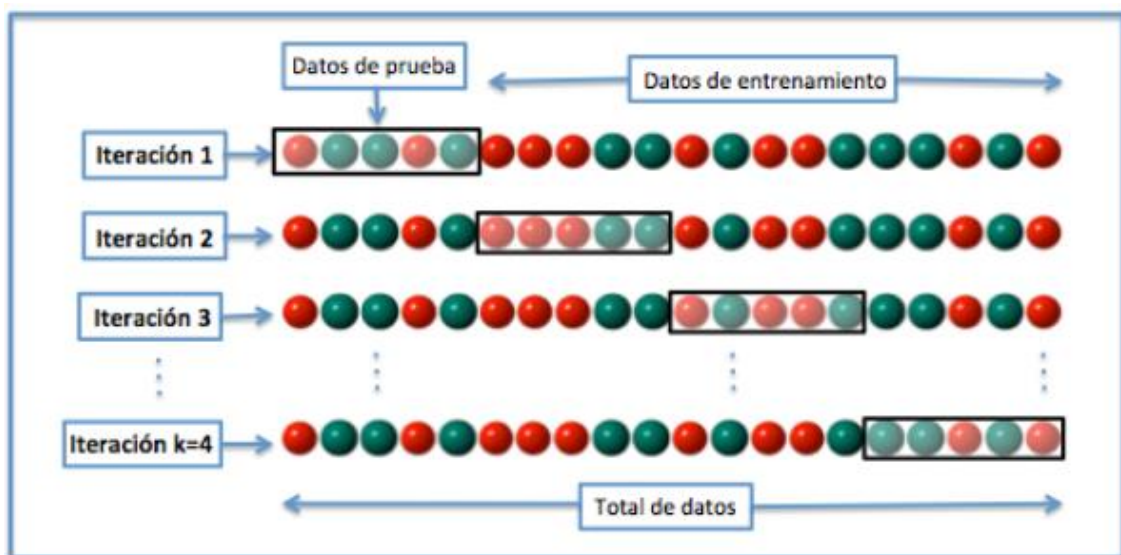 Datos de prueba
Datos de entrenamiento
Iteración 1
Iteración 2
Iteración 3
Iteración k=4
Total de datos